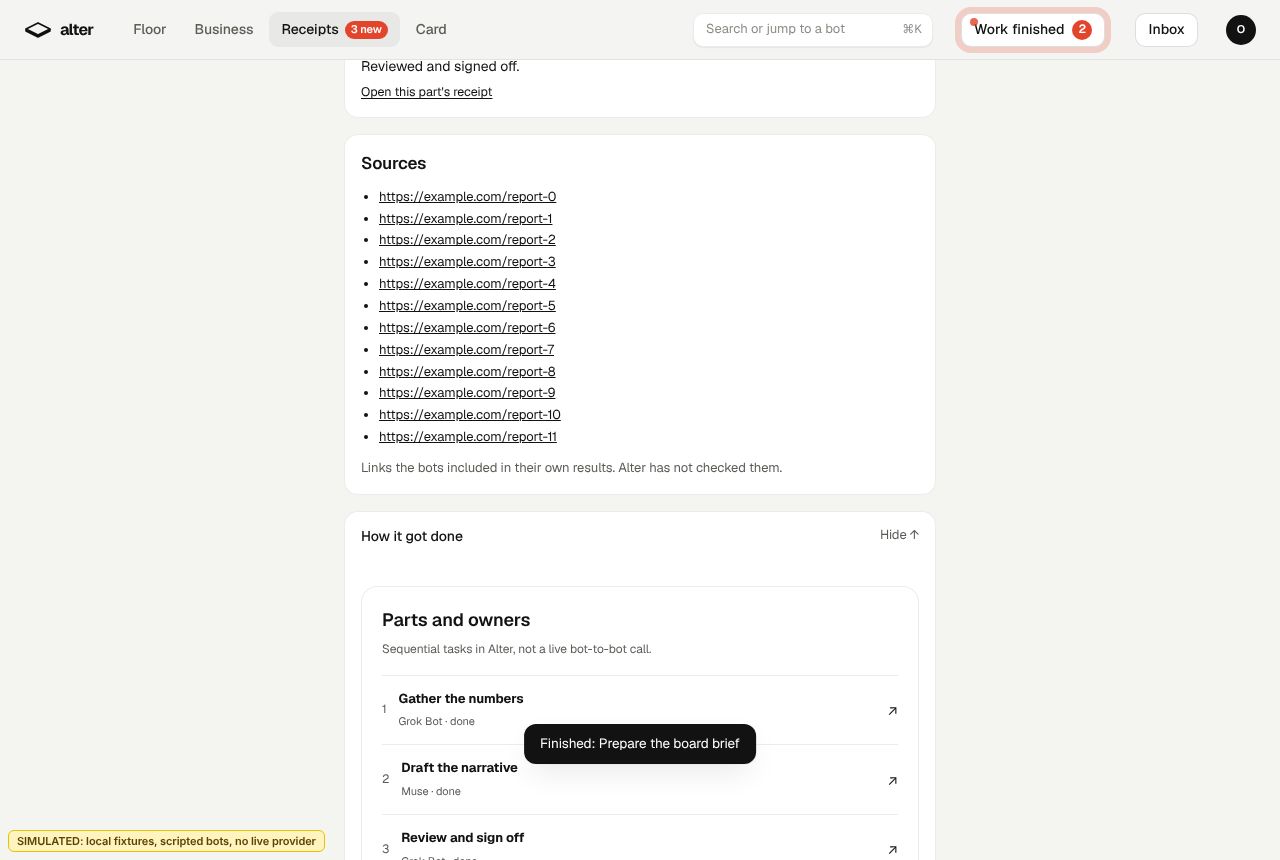 alter
Floor
Business
Receipts 3 new
Card
Search or jump to a bot ⌘K
Work finished 2
Inbox
O
Reviewed and signed off.
Open this part's receipt
Sources
https://example.com/report-0
https://example.com/report-1
https://example.com/report-2
https://example.com/report-3
https://example.com/report-4
https://example.com/report-5
https://example.com/report-6
https://example.com/report-7
https://example.com/report-8
https://example.com/report-9
https://example.com/report-10
https://example.com/report-11
Links the bots included in their own results. Alter has not checked them.
How it got done
Hide ↑
Parts and owners
Sequential tasks in Alter, not a live bot-to-bot call.
1
Gather the numbers
Grok Bot · done
Finished: Prepare the board brief
2
Draft the narrative
Muse · done
3
Review and sign off
Grok Bot · done
SIMULATED: local fixtures, scripted bots, no live provider